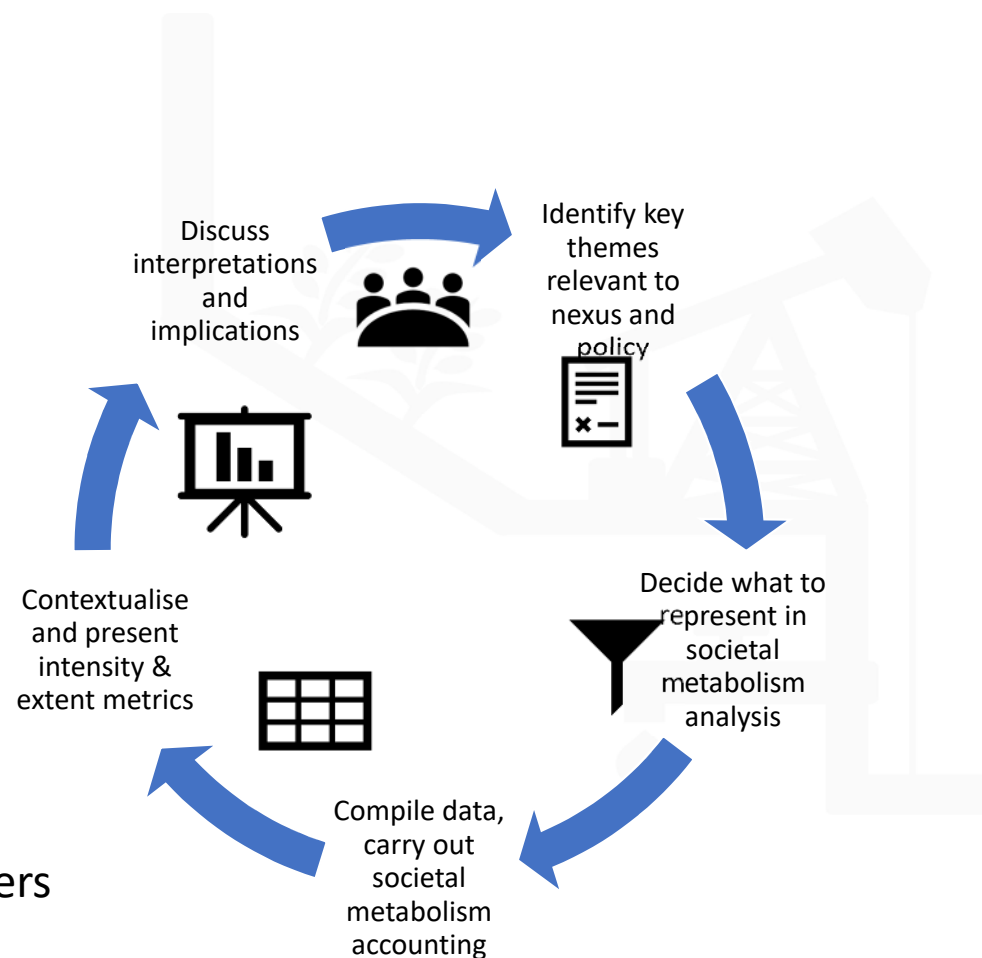 Discuss
interpretations
and
implications
Identify key
themes
relevant to
nexus and
policy
Decide what to
represent in
societal
metabolism
analysis
Compile data,
carry out
societal
metabolism
accounting
Contextualise
and present
intensity &
extent metrics
ers